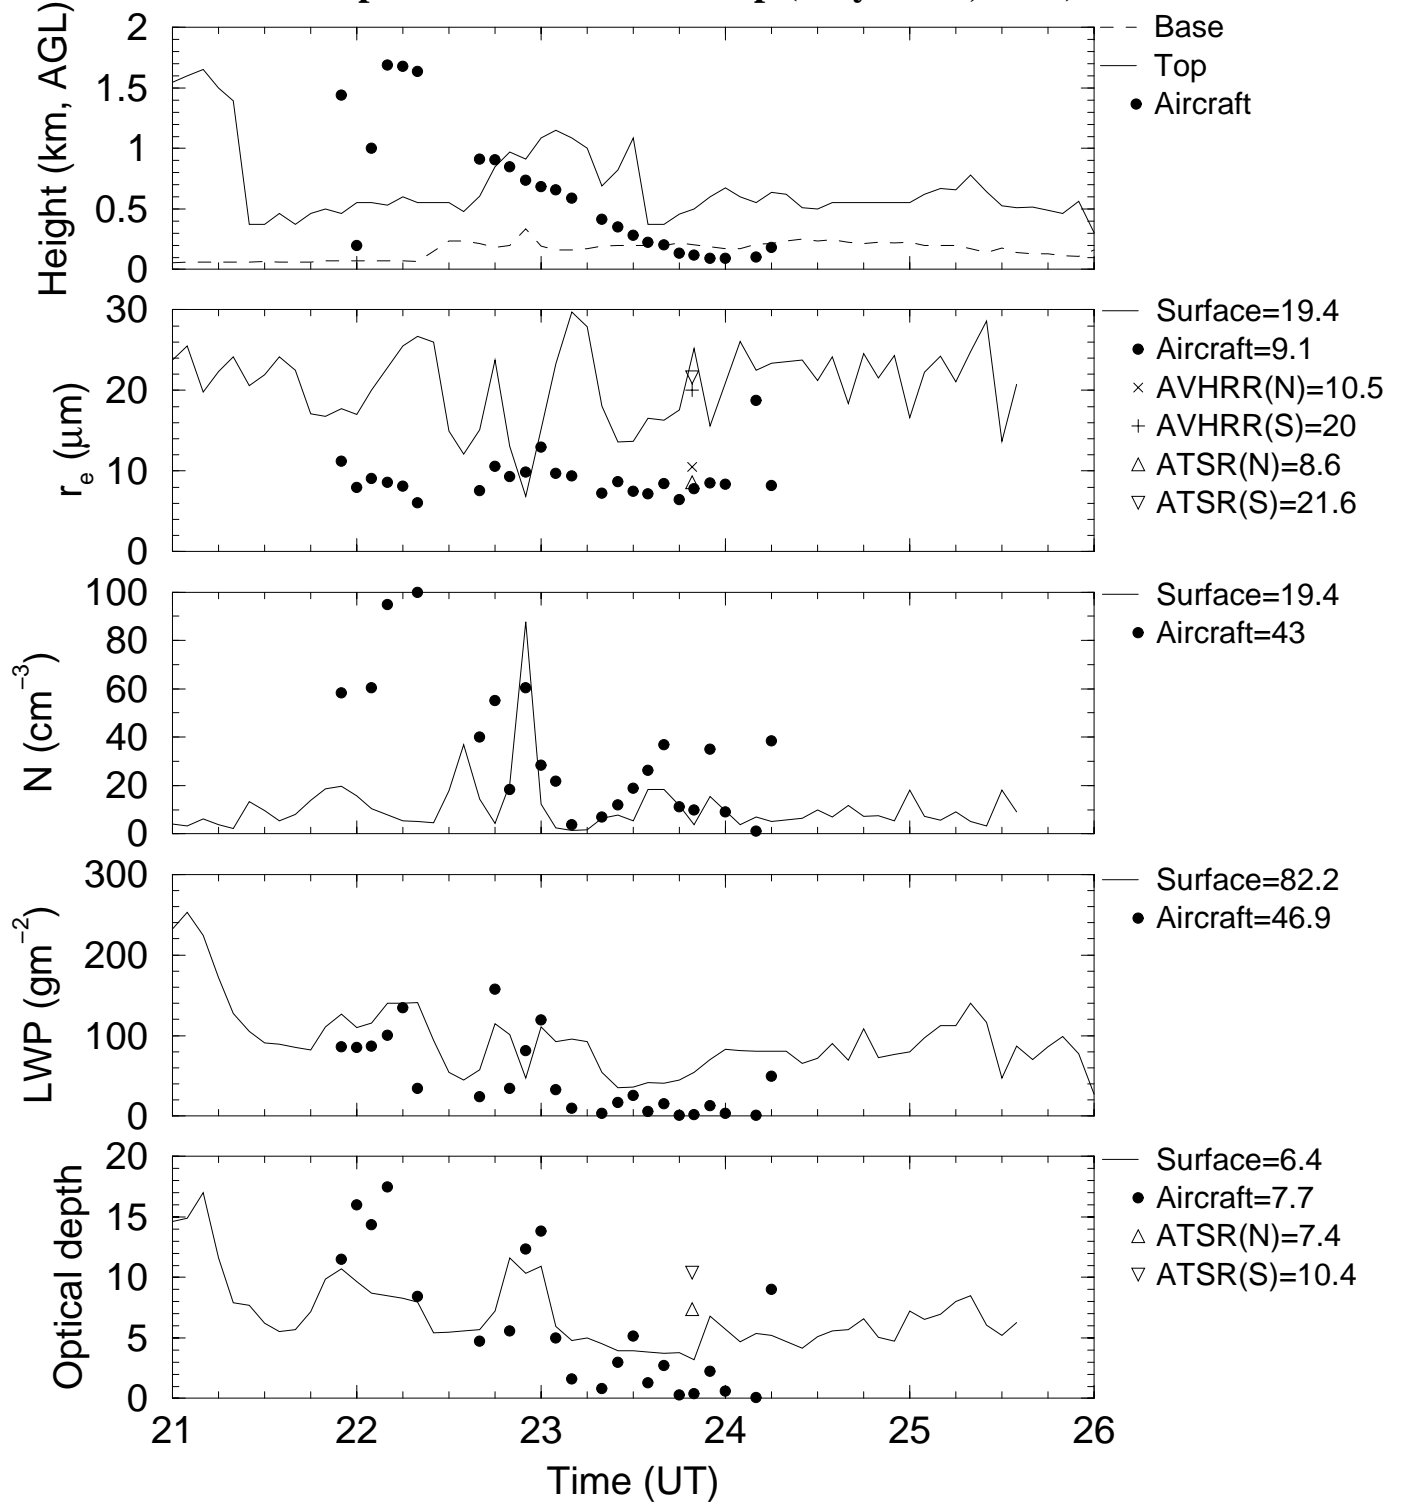 2
1.5
1
0.5
0
Height (km, AGL)
- - Base
Top
Aircraft
30
20
10
0
re (μm)
Surface=19.4
Aircraft=9.1
× AVHRR(N)=10.5
+ AVHRR(S)=20
△ ATSR(N)=8.6
▽ ATSR(S)=21.6
100
80
60
40
20
0
N (cm−3)
Surface=19.4
Aircraft=43
300
200
100
0
LWP (gm−2)
Surface=82.2
Aircraft=46.9
20
15
10
5
0
Optical depth
Surface=6.4
Aircraft=7.7
△ ATSR(N)=7.4
▽ ATSR(S)=10.4
21 22 23 24 25 26
Time (UT)